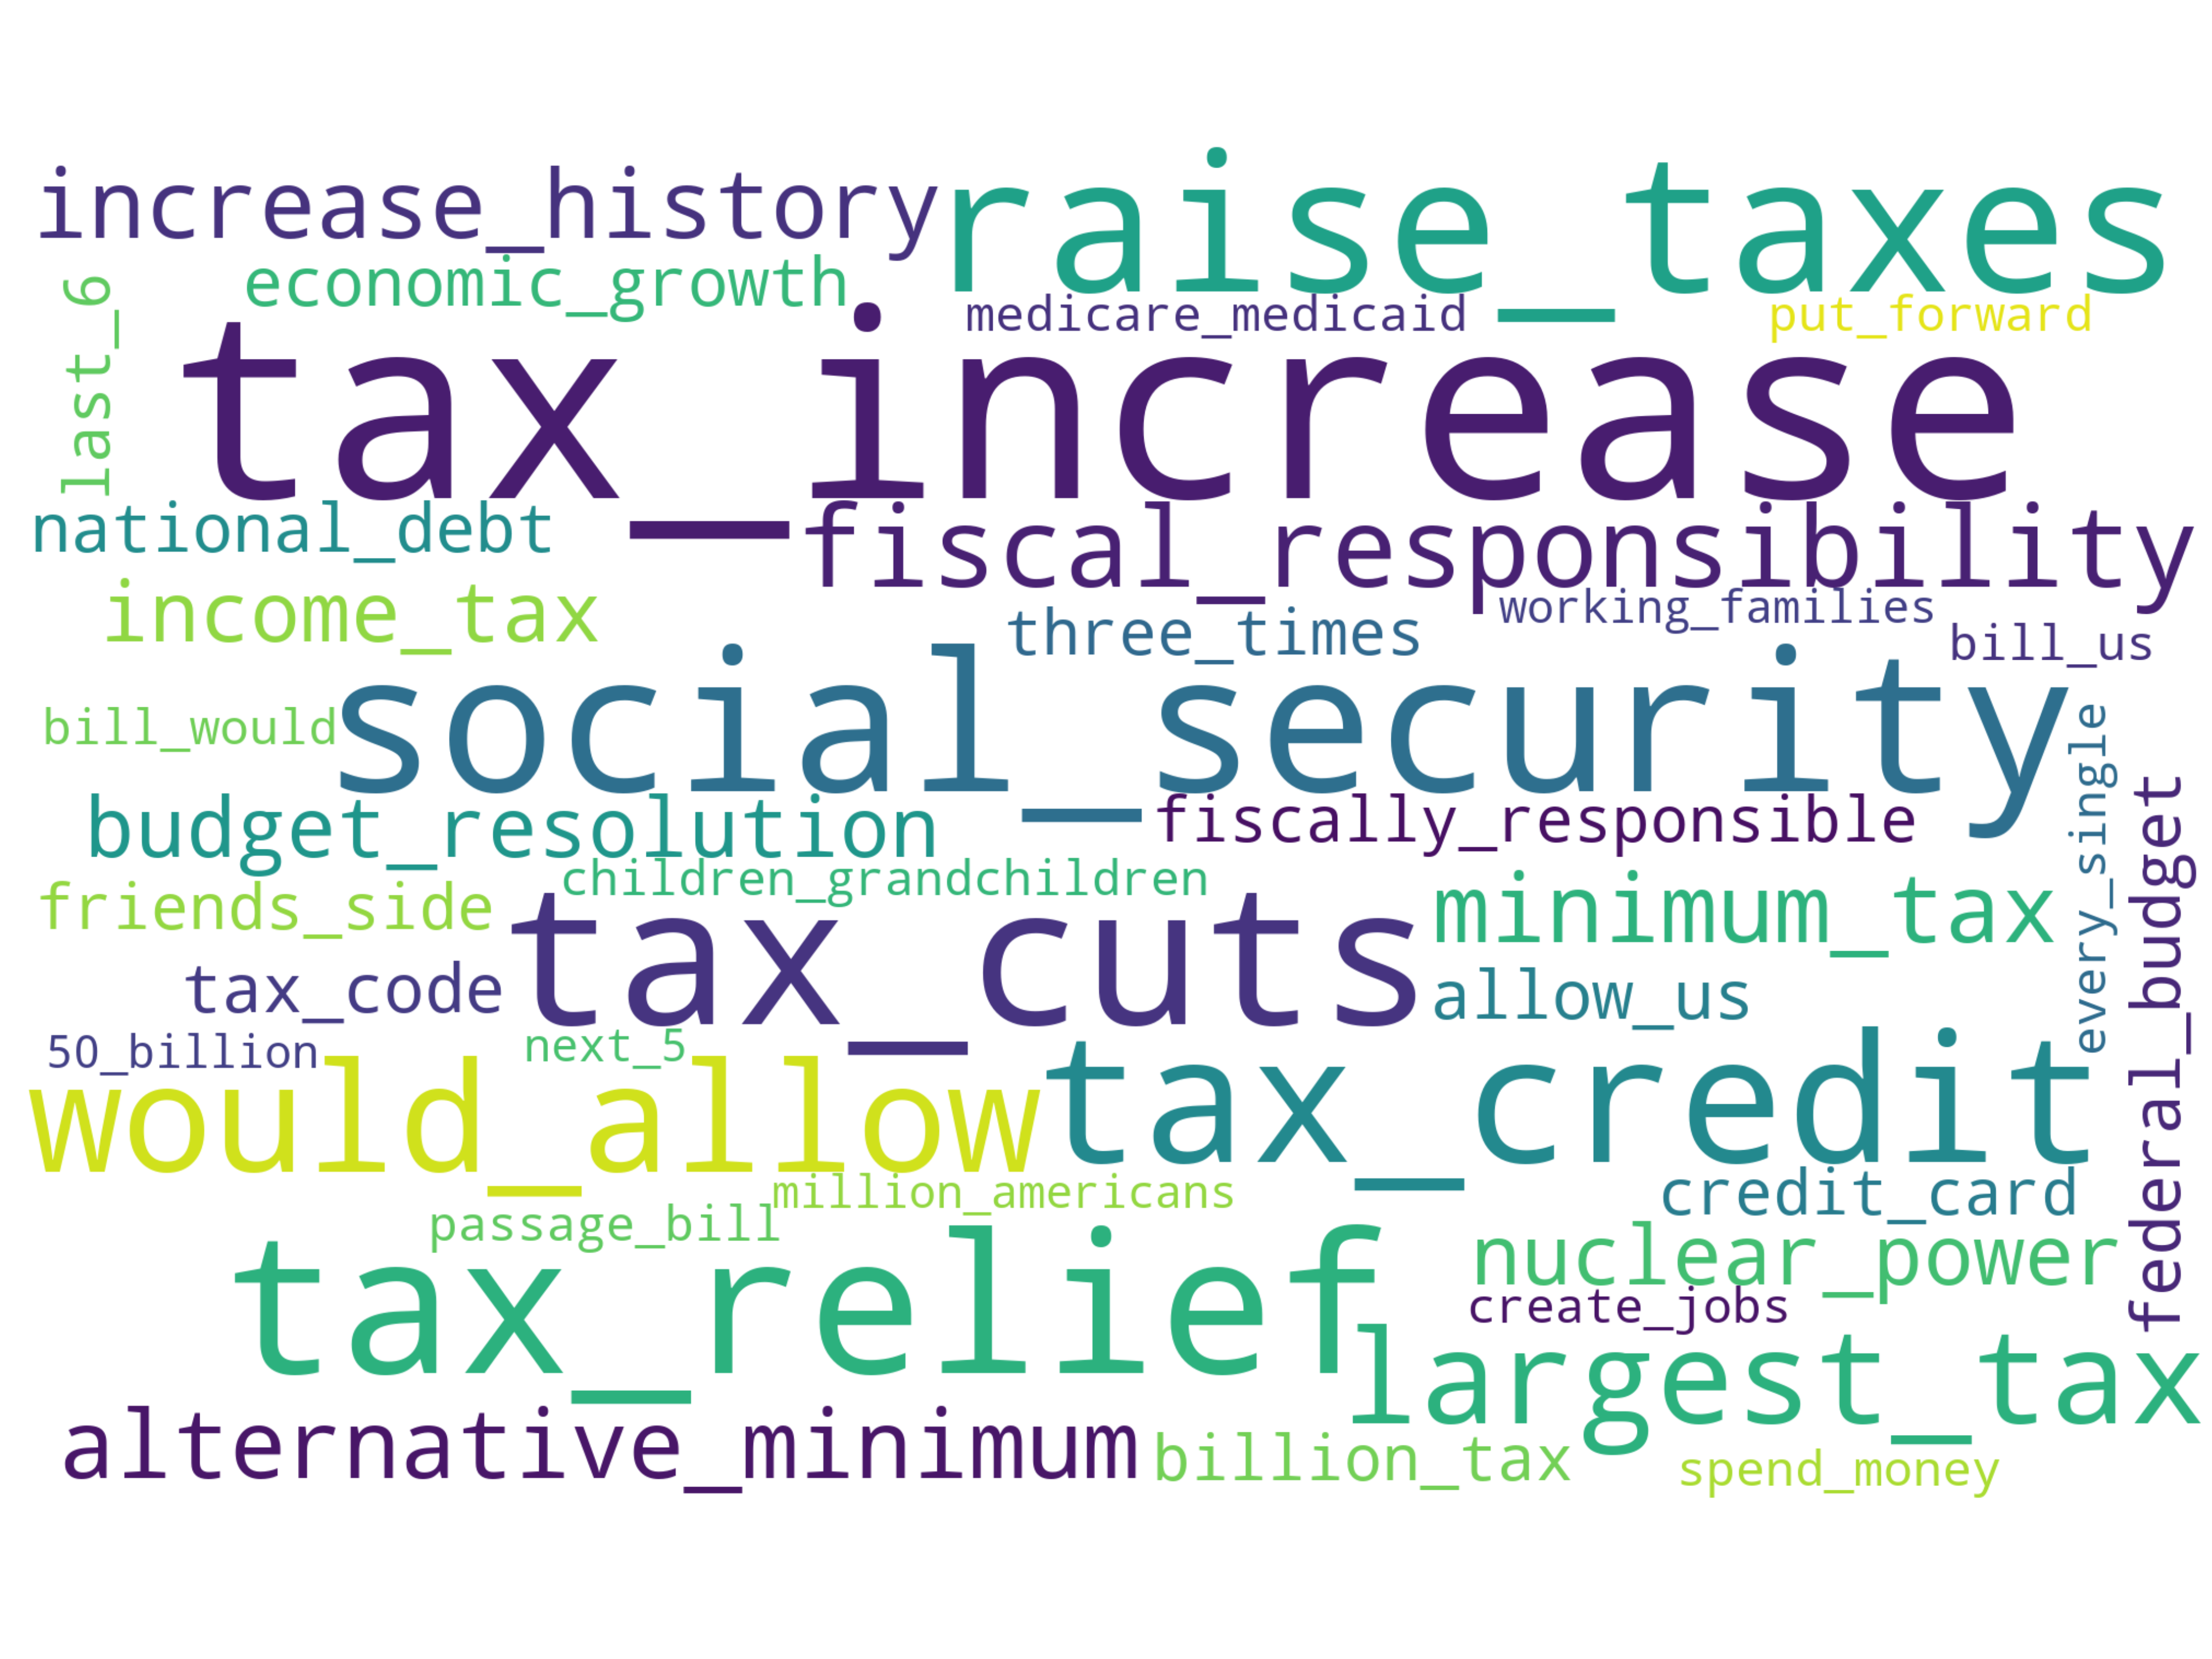 increase_history
raise_taxes
economic_growth
last_6
medicare_medicaid
put_forward
tax_increase
national_debt
fiscal_responsibility
income_tax
three_times
working_families
bill_us
bill_would
social_security
every_single
federal_budget
budget_resolution
fiscally_responsible
children_grandchildren
friends_side
tax_cuts
minimum_tax
tax_code
allow_us
50_billion
next_5
would_allow
tax_credit
million_americans
credit_card
passage_bill
tax_relief
nuclear_power
create_jobs
largest_tax
alternative_minimum
billion_tax
spend_money